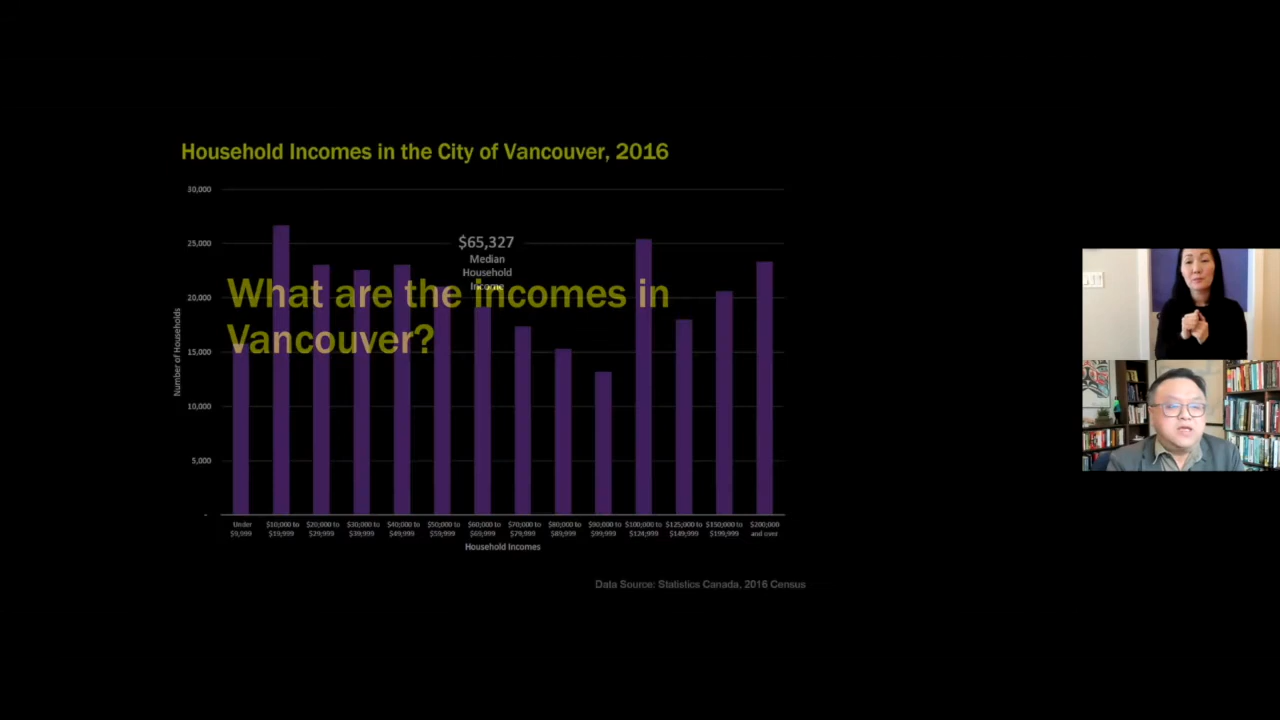 Household Incomes in the City of Vancouver, 2016
30,000
25,000
20,000
15,000
10,000
5,000
-
Number of Households
$65,327
Median
Household
Income
What are the incomes in
Vancouver?
Under $9,999
$10,000 to $19,999
$20,000 to $29,999
$30,000 to $39,999
$40,000 to $49,999
$50,000 to $59,999
$60,000 to $69,999
$70,000 to $79,999
$80,000 to $89,999
$90,000 to $99,999
$100,000 to $124,999
$125,000 to $149,999
$150,000 to $199,999
$200,000 and over
Household Incomes
Data Source: Statistics Canada, 2016 Census